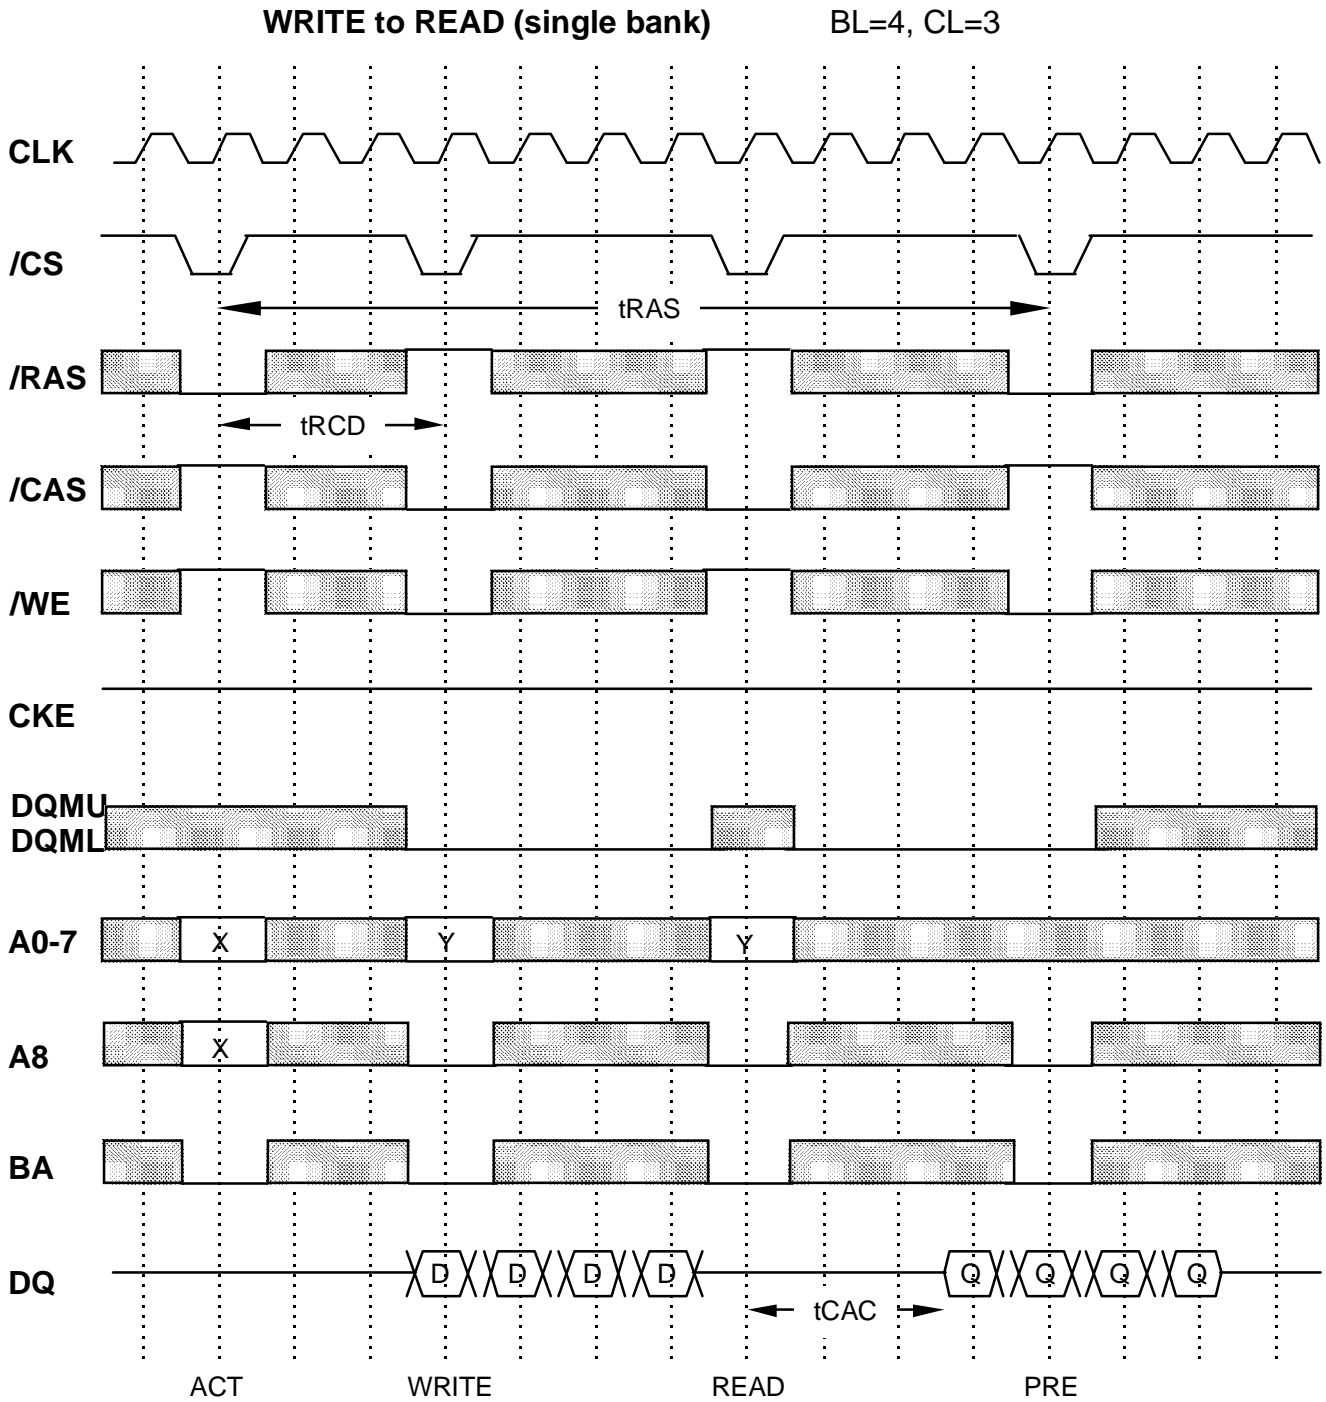 WRITE to READ (single bank) BL=4, CL=3
CLK
/CS
tRAS
/RAS
tRCD
/CAS
/WE
CKE
DQMU
DQML
A0-7 X Y Y
A8 X
BA
DQ D D D D Q Q Q Q
tCAC
ACT WRITE READ PRE